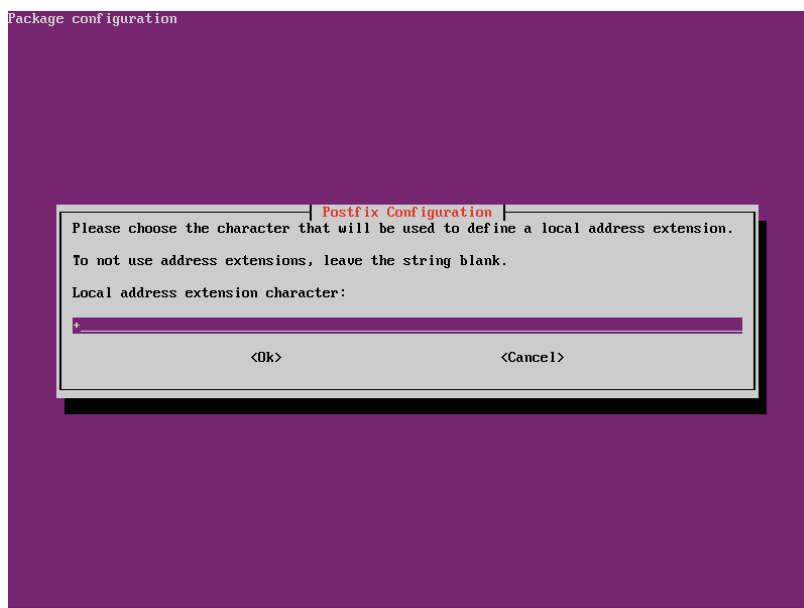 Package configuration
Postfix Configuration
Please choose the character that will be used to define a local address extension.
To not use address extensions, leave the string blank.
Local address extension character:
+
<Ok> <Cancel>